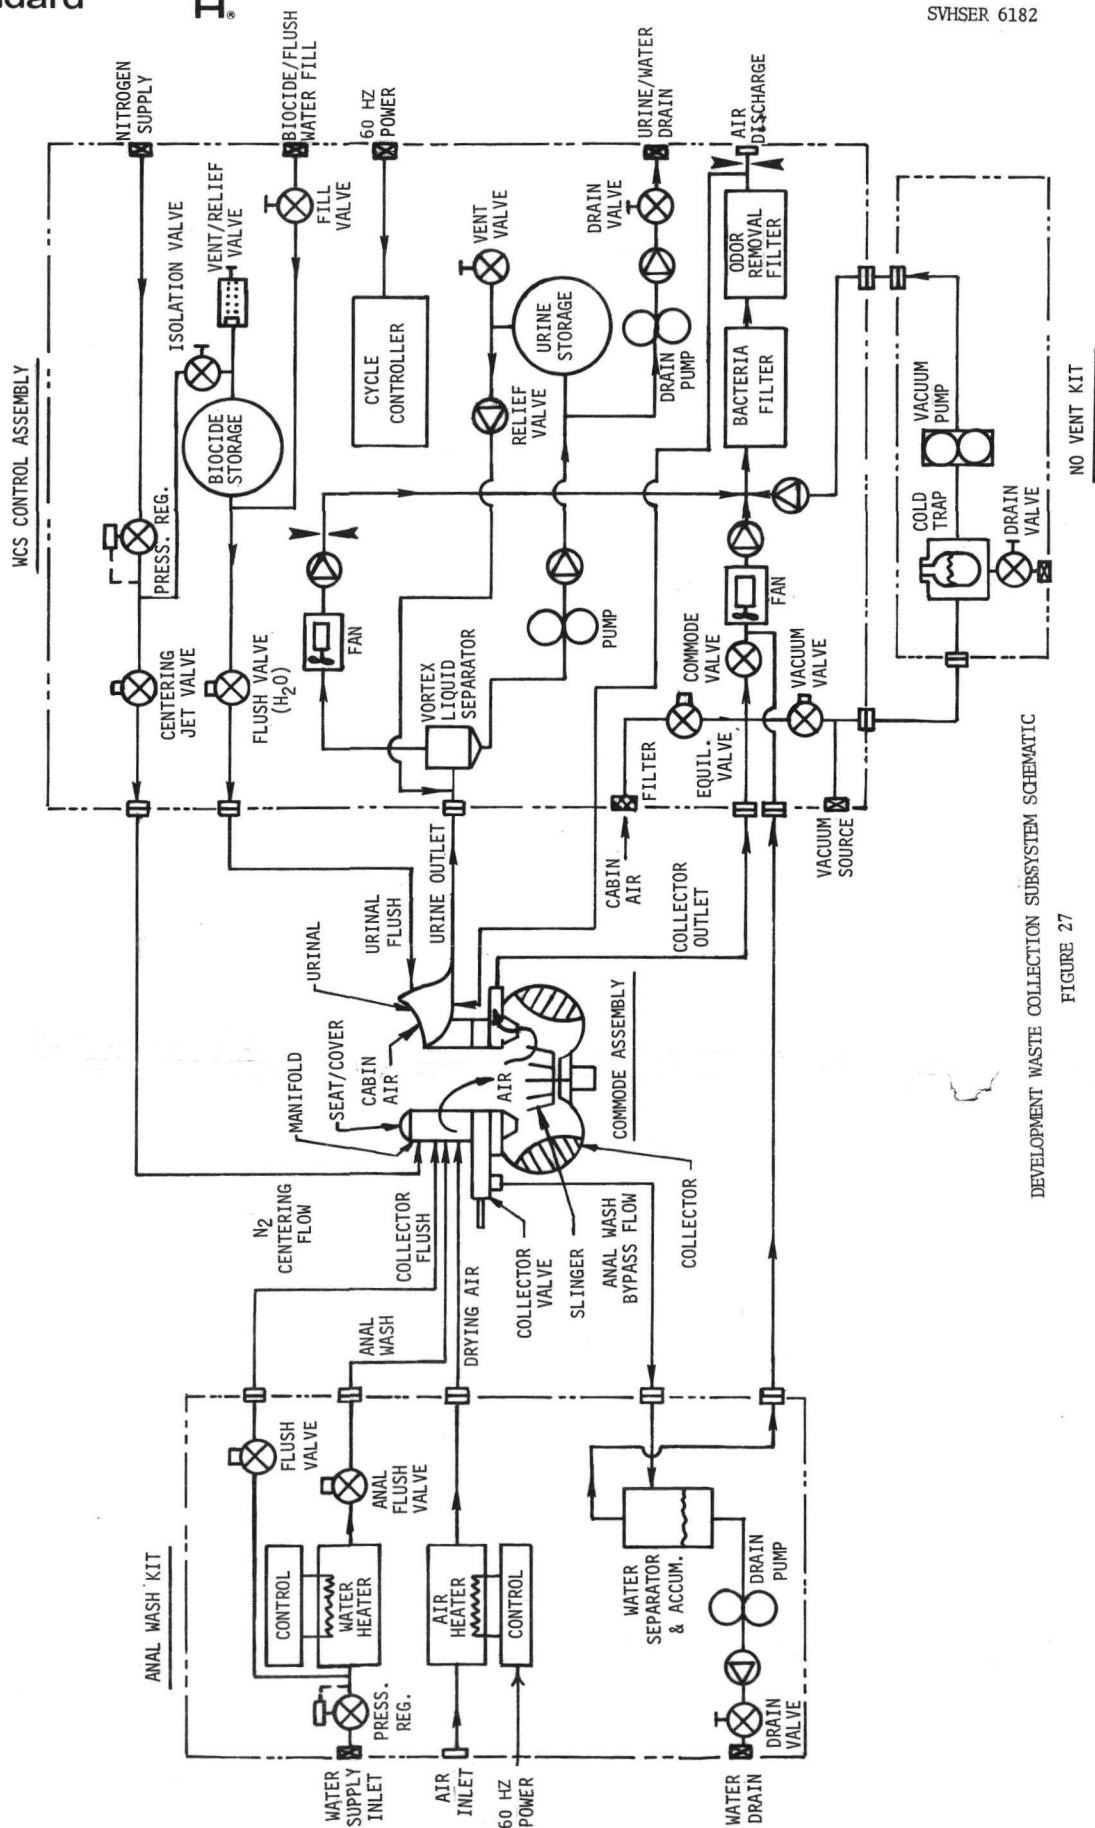 dard
H®
SVHSER 6182
WCS CONTROL ASSEMBLY
NITROGEN
SUPPLY
ISOLATION VALVE
VENT/RELIEF
VALVE
BIOCIDE/FLUSH
WATER FILL
FILL
VALVE
60 HZ
POWER
CYCLE
CONTROLLER
VENT
VALVE
URINE
STORAGE
RELIEF
VALVE
URINE/WATER
DRAIN
DRAIN
VALVE
DRAIN
PUMP
AIR
DISCHARGE
ODOR
REMOVAL
FILTER
BACTERIA
FILTER
BIOCIDE
STORAGE
PRESS. REG.
CENTERING
JET VALVE
FLUSH VALVE
(H2O)
FAN
VORTEX
LIQUID
SEPARATOR
PUMP
FAN
COMMODE
VALVE
EQUIL.
VALVE
VACUUM
VALVE
FILTER
CABIN
AIR
VACUUM
SOURCE
VACUUM
PUMP
COLD
TRAP
DRAIN
VALVE
NO VENT KIT
URINE OUTLET
URINAL
FLUSH
URINAL
COLLECTOR
OUTLET
CABIN
AIR
SEAT/COVER
MANIFOLD
AIR
COMMODE ASSEMBLY
N2
CENTERING
FLOW
COLLECTOR
FLUSH
ANAL
WASH
DRYING AIR
COLLECTOR
VALVE
SLINGER
ANAL WASH
BYPASS FLOW
COLLECTOR
ANAL WASH KIT
FLUSH
VALVE
ANAL
FLUSH
VALVE
CONTROL
WATER
HEATER
AIR
HEATER
CONTROL
PRESS.
REG.
WATER
SUPPLY
INLET
AIR
INLET
60 HZ
POWER
WATER
SEPARATOR
& ACCUM.
DRAIN
PUMP
DRAIN
VALVE
WATER
DRAIN
DEVELOPMENT WASTE COLLECTION SUBSYSTEM SCHEMATIC
FIGURE 27